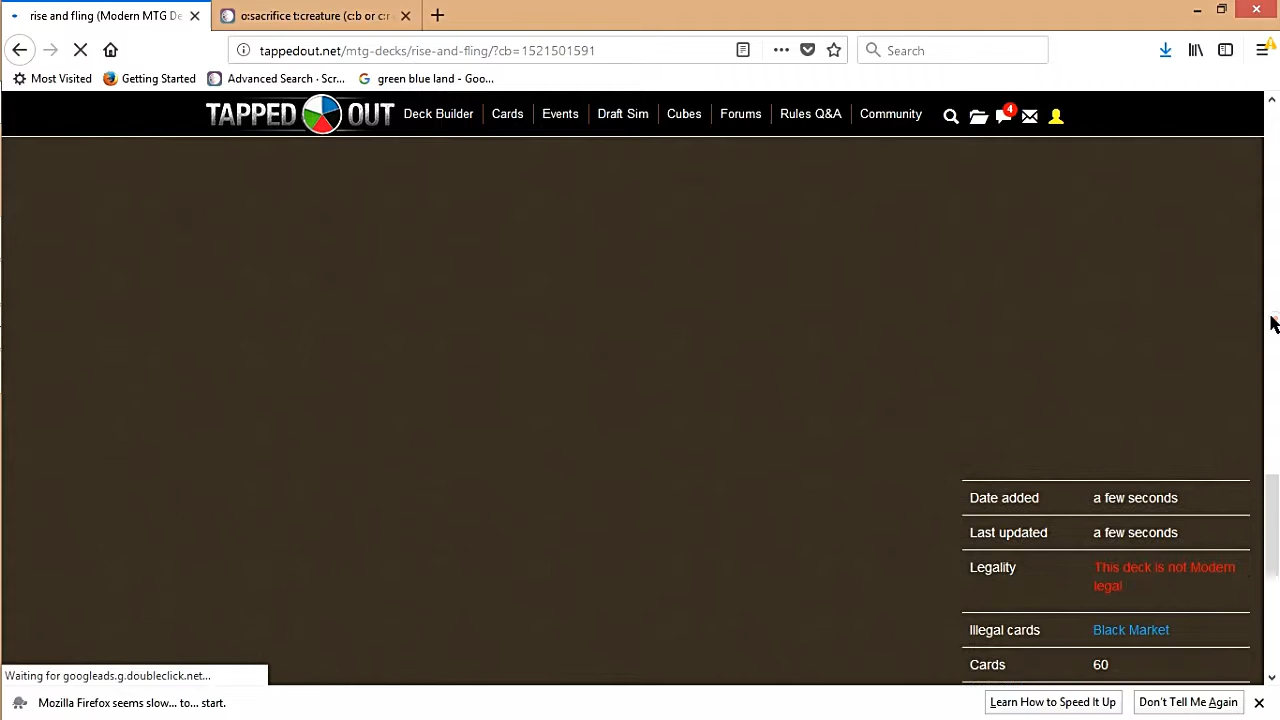 rise and fling (Modern MTG De
o:sacrifice t:creature (c:b or c:r
tappedout.net/mtg-decks/rise-and-fling/?cb=1521501591
Search
Most Visited
Getting Started
Advanced Search · Scr...
green blue land - Goo...
TAPPED OUT
Deck Builder
Cards
Events
Draft Sim
Cubes
Forums
Rules Q&A
Community
4
Date added a few seconds
Last updated a few seconds
Legality This deck is not Modern
legal
Illegal cards Black Market
Cards 60
Waiting for googleads.g.doubleclick.net...
Mozilla Firefox seems slow... to... start.
Learn How to Speed It Up
Don't Tell Me Again